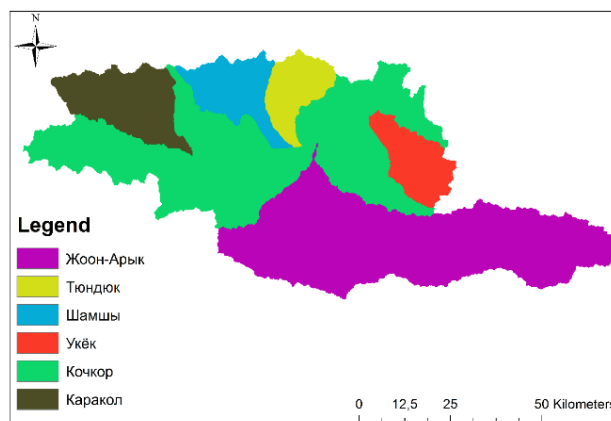 N
Legend
Жоон-Арык
Тюндюк
Шамшы
Укёк
Кочкор
Каракол
0 12,5 25 50 Kilometers